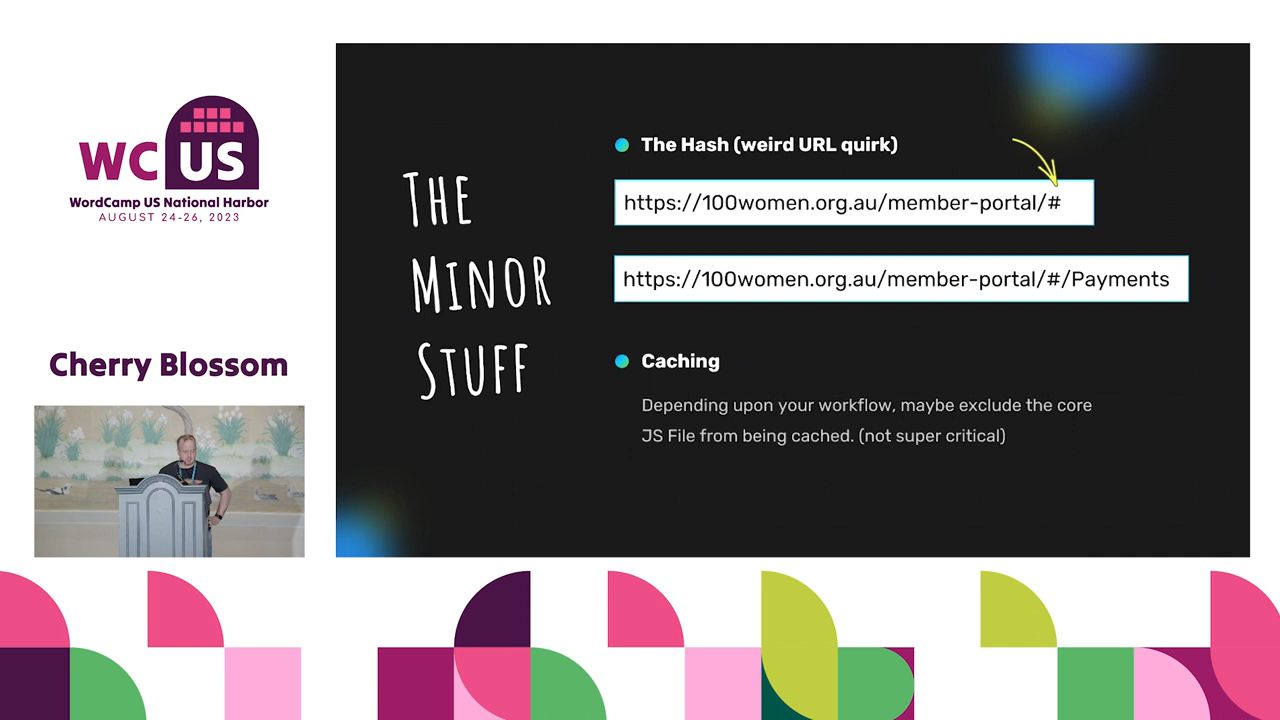 WC US
WordCamp US National Harbor
AUGUST 24-26, 2023
Cherry Blossom
The
Minor
Stuff
The Hash (weird URL quirk)
https://100women.org.au/member-portal/#
https://100women.org.au/member-portal/#/Payments
Caching
Depending upon your workflow, maybe exclude the core
JS File from being cached. (not super critical)